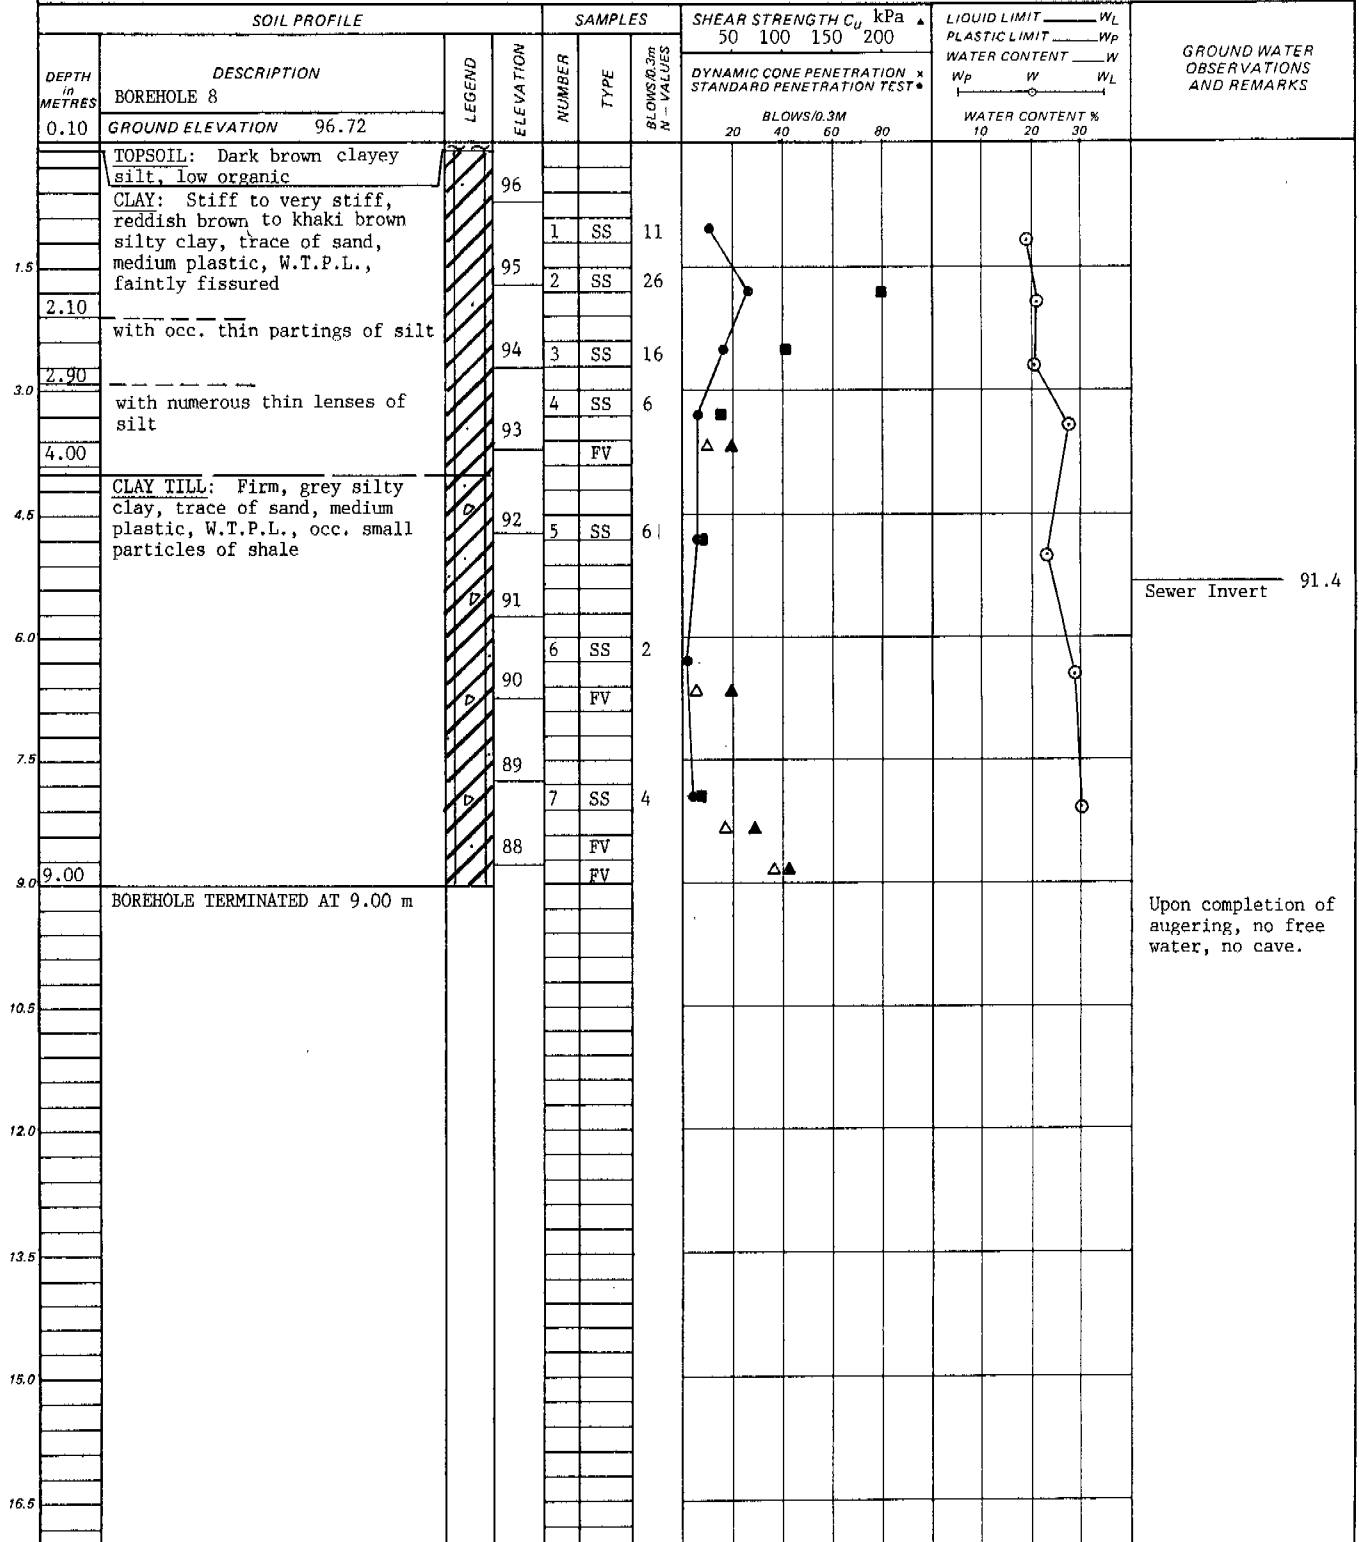 SOIL PROFILE
SAMPLES
SHEAR STRENGTH Cu kPa ▲
50 100 150 200
LIQUID LIMIT WL
PLASTIC LIMIT WP
WATER CONTENT W
WP W WL
GROUND WATER
OBSERVATIONS
AND REMARKS
DEPTH
in
METRES
DESCRIPTION
BOREHOLE 8
LEGEND
ELEVATION
NUMBER
TYPE
BLOWS/0.3m
N - VALUES
DYNAMIC CONE PENETRATION x
STANDARD PENETRATION TEST •
BLOWS/0.3M
20 40 60 80
WATER CONTENT %
10 20 30
0.10 GROUND ELEVATION 96.72
TOPSOIL: Dark brown clayey
silt, low organic
96
CLAY: Stiff to very stiff,
reddish brown to khaki brown
silty clay, trace of sand,
medium plastic, W.T.P.L.,
faintly fissured
1 SS 11
1.5
95
2 SS 26
2.10
with occ. thin partings of silt
94
3 SS 16
2.90
3.0
with numerous thin lenses of
silt
4 SS 6
93
4.00
FV
CLAY TILL: Firm, grey silty
clay, trace of sand, medium
plastic, W.T.P.L., occ. small
particles of shale
4.5
92
5 SS 6
91.4
Sewer Invert
91
6.0
6 SS 2
90
FV
7.5
89
7 SS 4
88
FV
9.00
FV
9.0
BOREHOLE TERMINATED AT 9.00 m
Upon completion of
augering, no free
water, no cave.
10.5
12.0
13.5
15.0
16.5